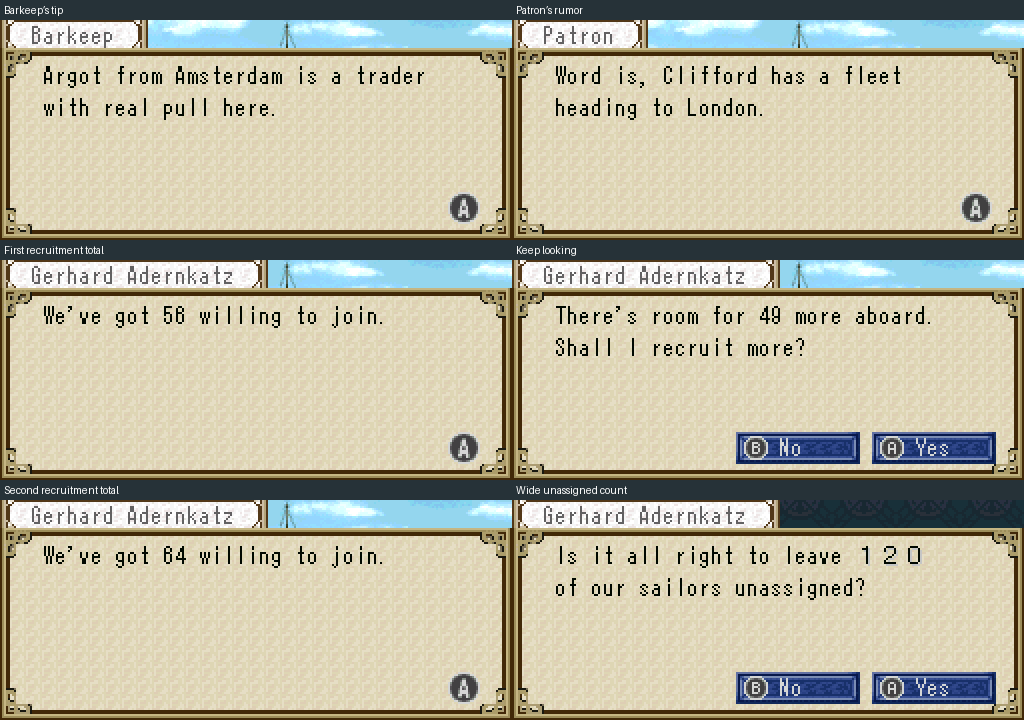 Barkeep's tip
Barkeep
Argot from Amsterdam is a trader
with real pull here.
A
Patron's rumor
Patron
Word is, Clifford has a fleet
heading to London.
A
First recruitment total
Gerhard Adernkatz
We've got 56 willing to join.
A
Keep looking
Gerhard Adernkatz
There's room for 49 more aboard.
Shall I recruit more?
B No
A Yes
Second recruitment total
Gerhard Adernkatz
We've got 64 willing to join.
A
Wide unassigned count
Gerhard Adernkatz
Is it all right to leave 120
of our sailors unassigned?
B No
A Yes